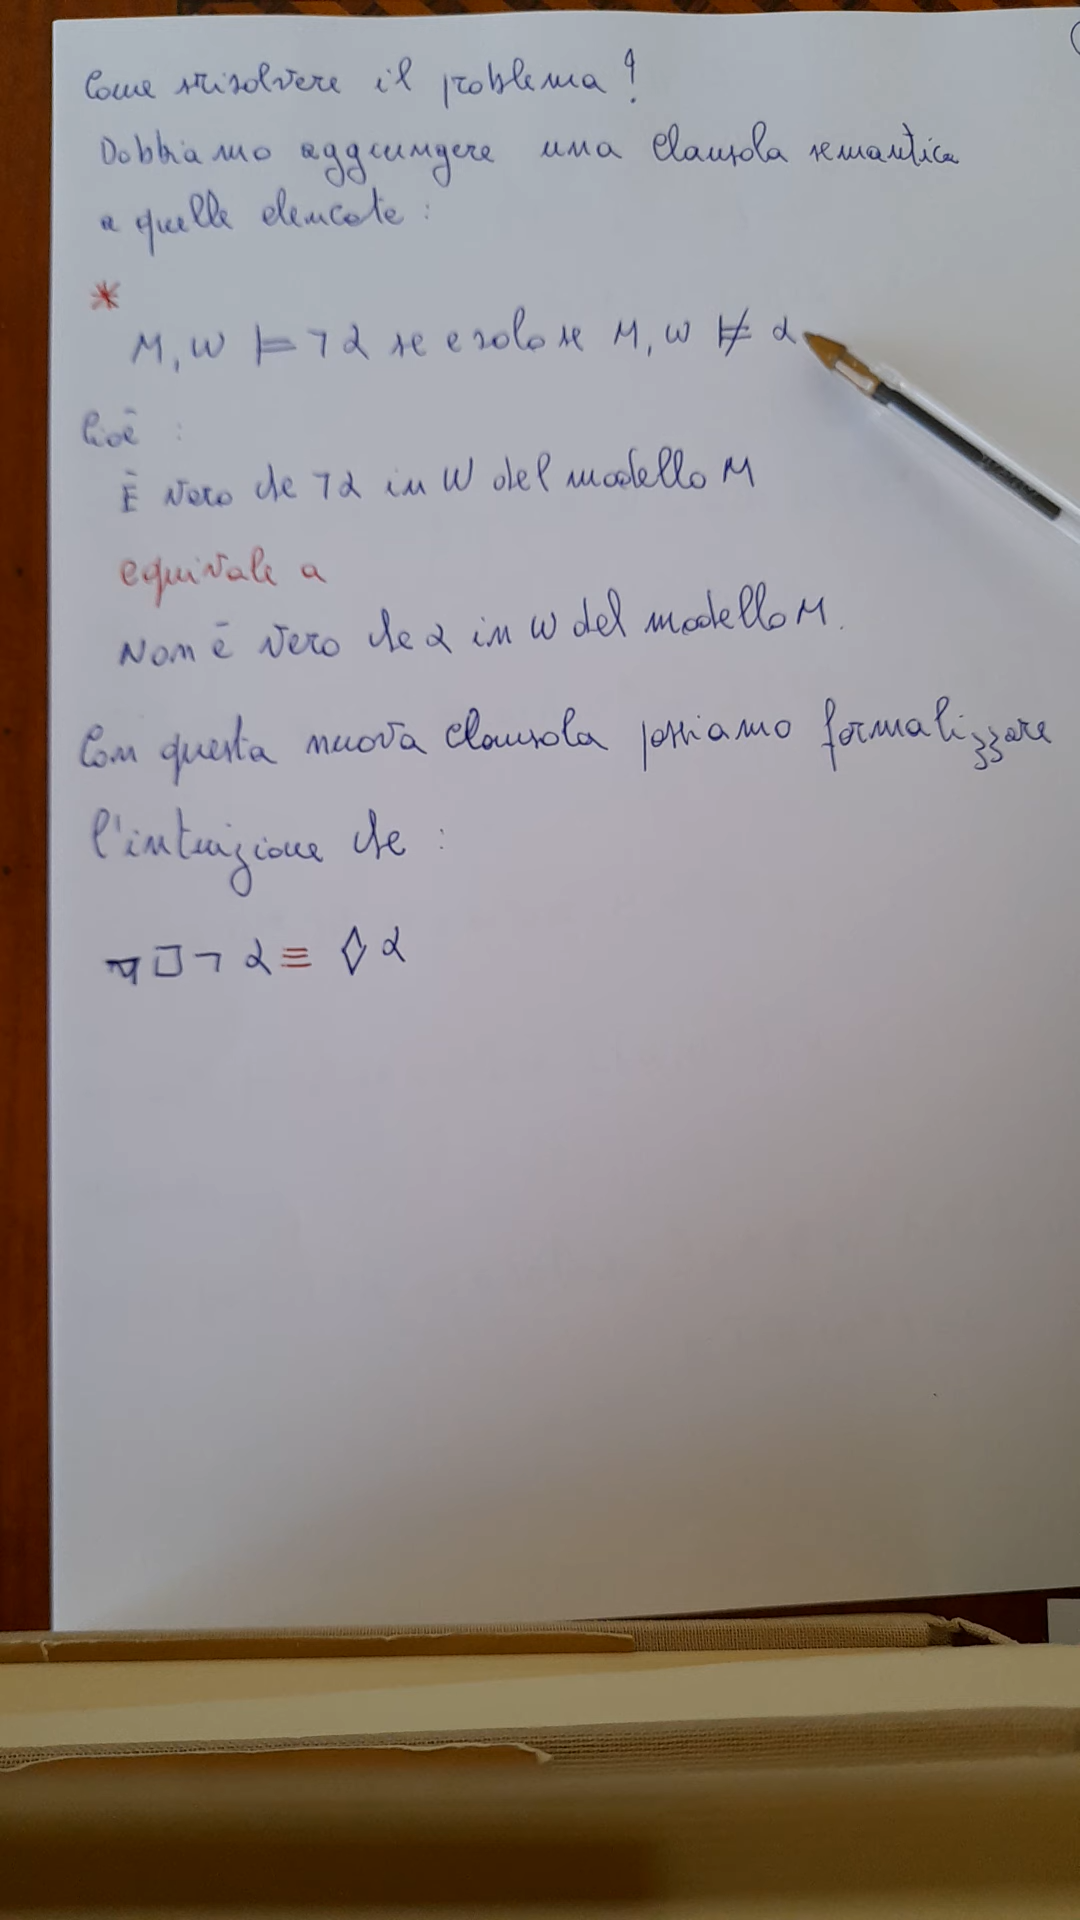 Come risolvere il problema?
Dobbiamo aggiungere una clausola semantica
a quelle elencate:
*
M, W ⊨ ¬α se e solo se M, w ⊭ α
Cioè :
È vero che ¬α in W del modello M
equivale a
Non è vero che α in W del modello M.
Con questa nuova clausola possiamo formalizzare
l'intuizione che :
¬□¬α ≡ ◊α